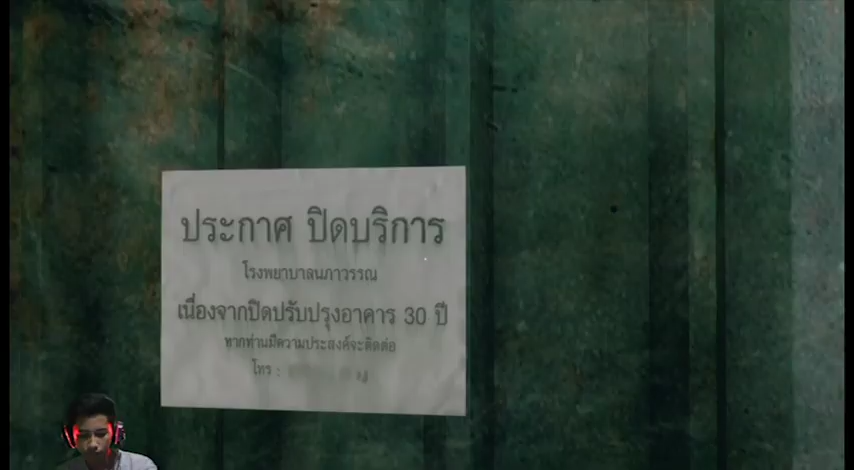 ประกาศ ปิดบริการ
โรงพยาบาลนภาวรรณ
เนื่องจากปิดปรับปรุงอาคาร 30 ปี
หากท่านมีความประสงค์จะติดต่อ
โทร :